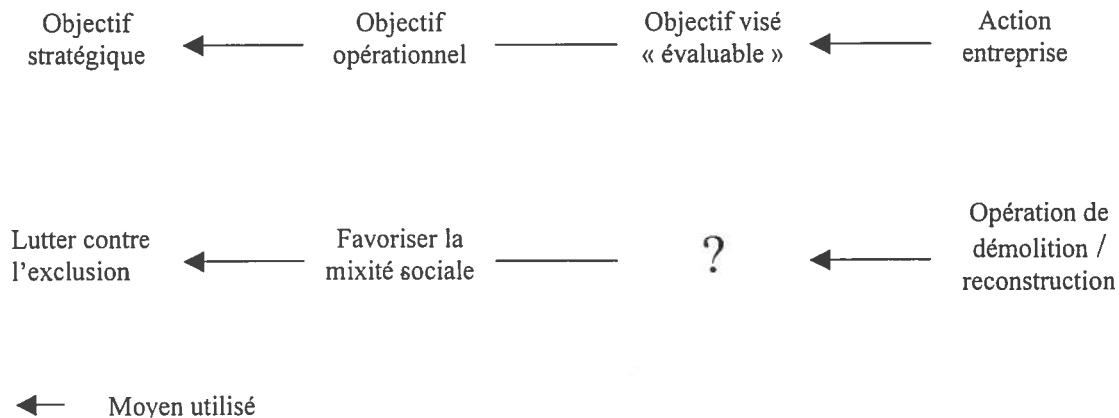 Objectif
stratégique
Objectif
opérationnel
Objectif visé
« évaluable »
Action
entreprise
Lutter contre
l'exclusion
Favoriser la
mixité sociale
?
Opération de
démolition /
reconstruction
Moyen utilisé